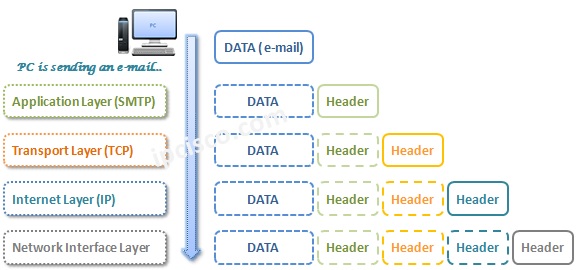 PC
DATA ( e-mail)
PC is sending an e-mail...
Application Layer (SMTP) DATA Header
Transport Layer (TCP) DATA Header Header
Internet Layer (IP) DATA Header Header Header
Network Interface Layer DATA Header Header Header Header
ipcisco.com